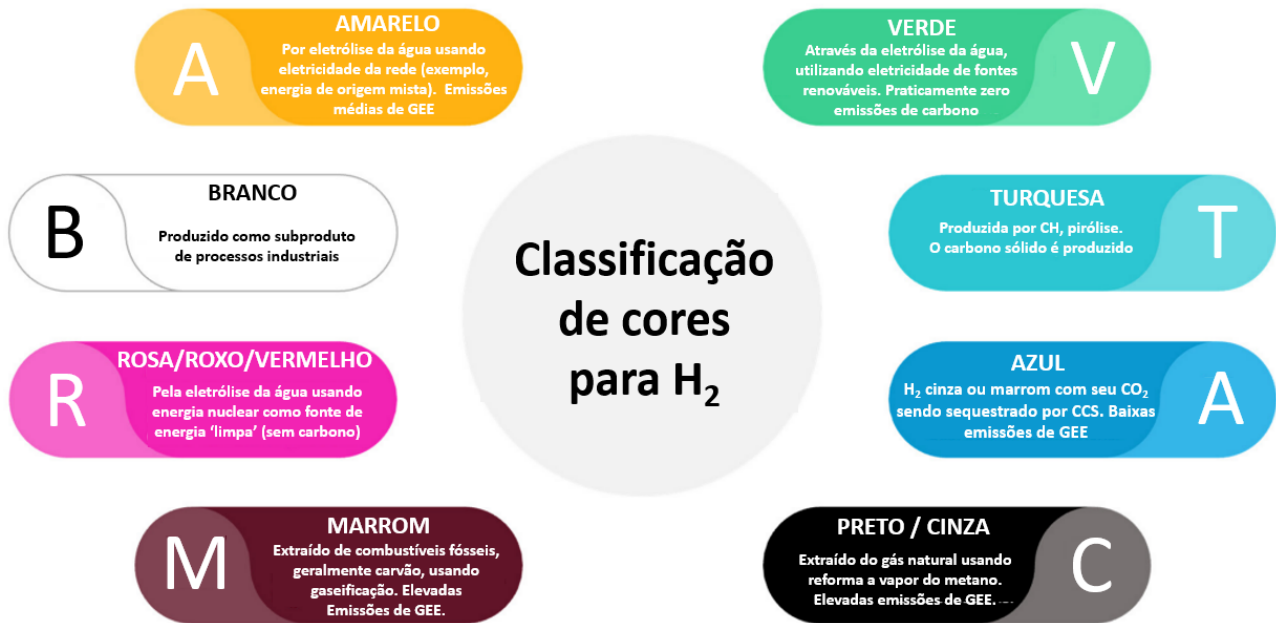 A
AMARELO
Por eletrólise da água usando
eletricidade da rede (exemplo,
energia de origem mista).  Emissões
médias de GEE
VERDE
Através da eletrólise da água,
utilizando eletricidade de fontes
renováveis. Praticamente zero
emissões de carbono
V
B
BRANCO
Produzido como subproduto
de processos industriais
TURQUESA
Produzida por CH, pirólise.
O carbono sólido é produzido
T
Classificação
de cores
para H₂
R
ROSA/ROXO/VERMELHO
Pela eletrólise da água usando
energia nuclear como fonte de
energia ‘limpa’ (sem carbono)
AZUL
H₂ cinza ou marrom com seu CO₂
sendo sequestrado por CCS. Baixas
emissões de GEE
A
M
MARROM
Extraído de combustíveis fósseis,
geralmente carvão, usando
gaseificação. Elevadas
Emissões de GEE.
PRETO / CINZA
Extraído do gás natural usando
reforma a vapor do metano.
Elevadas emissões de GEE.
C